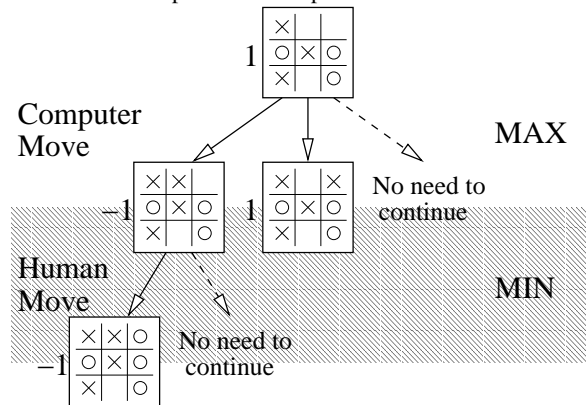 1
Computer
Move
MAX
−1
1
No need to
continue
Human
Move
MIN
−1
No need to
continue